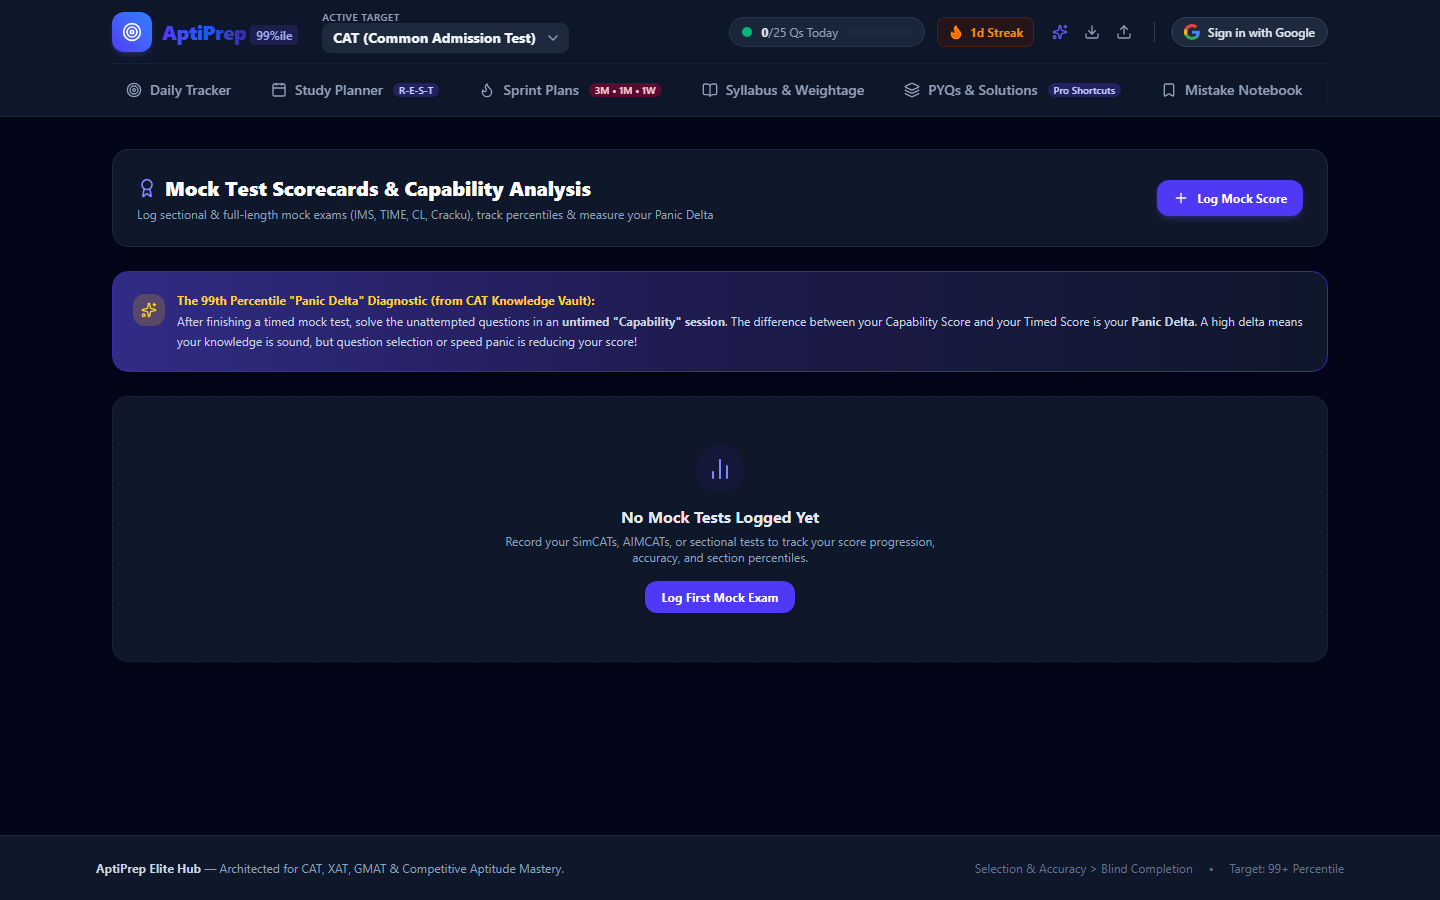 AptiPrep 99%ile
ACTIVE TARGET
CAT (Common Admission Test)
0/25 Qs Today
1d Streak
Sign in with Google
Daily Tracker
Study Planner R-E-S-T
Sprint Plans 3M • 1M • 1W
Syllabus & Weightage
PYQs & Solutions Pro Shortcuts
Mistake Notebook
Mock Test Scorecards & Capability Analysis
Log sectional & full-length mock exams (IMS, TIME, CL, Cracku), track percentiles & measure your Panic Delta
Log Mock Score
The 99th Percentile "Panic Delta" Diagnostic (from CAT Knowledge Vault):
After finishing a timed mock test, solve the unattempted questions in an untimed "Capability" session. The difference between your Capability Score and your Timed Score is your Panic Delta. A high delta means
your knowledge is sound, but question selection or speed panic is reducing your score!
No Mock Tests Logged Yet
Record your SimCATs, AIMCATs, or sectional tests to track your score progression,
accuracy, and section percentiles.
Log First Mock Exam
AptiPrep Elite Hub — Architected for CAT, XAT, GMAT & Competitive Aptitude Mastery.
Selection & Accuracy > Blind Completion • Target: 99+ Percentile